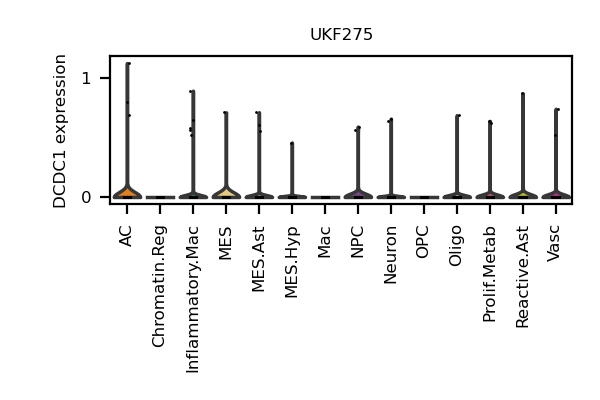 UKF275
DCDC1 expression
1
0
AC
Chromatin.Reg
Inflammatory.Mac
MES
MES.Ast
MES.Hyp
Mac
NPC
Neuron
OPC
Oligo
Prolif.Metab
Reactive.Ast
Vasc